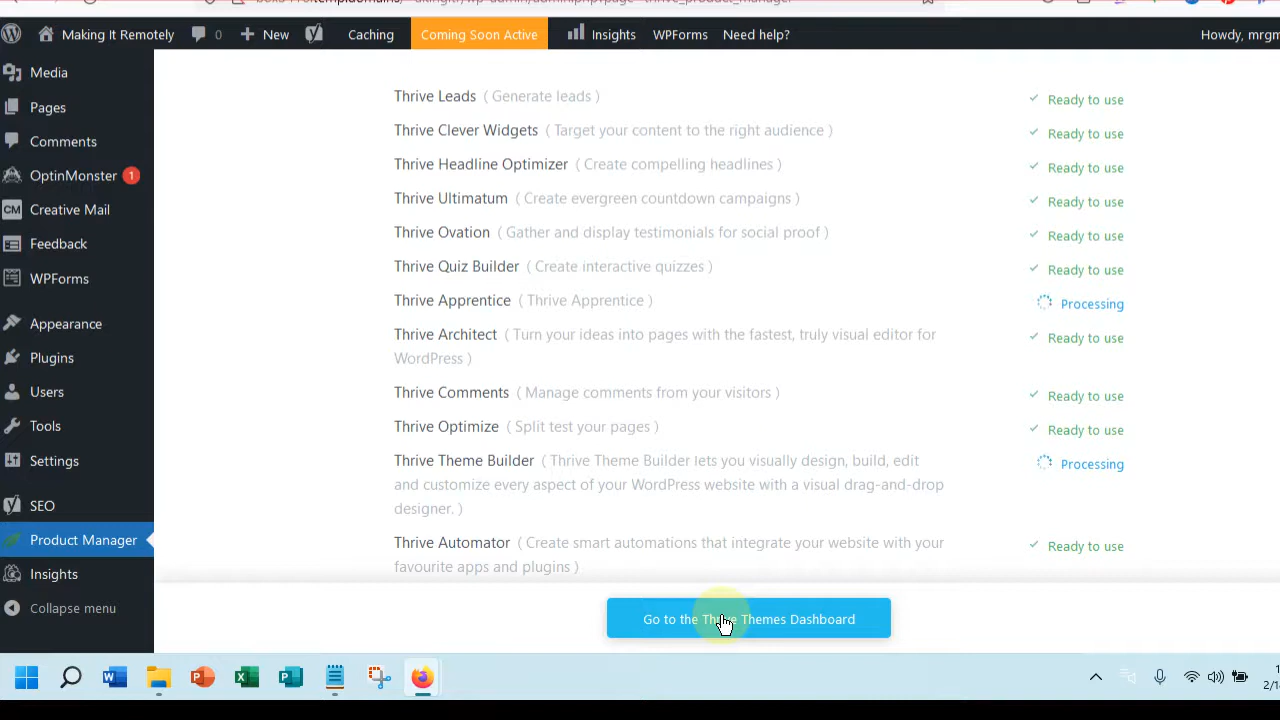 Making It Remotely
0
New
Caching
Coming Soon Active
Insights
WPForms
Need help?
Howdy, mrgm
Media
Pages
Comments
OptinMonster 1
CM Creative Mail
Feedback
WPForms
Appearance
Plugins
Users
Tools
Settings
SEO
Product Manager
Insights
Collapse menu
Thrive Leads ( Generate leads )
Ready to use
Thrive Clever Widgets ( Target your content to the right audience )
Ready to use
Thrive Headline Optimizer ( Create compelling headlines )
Ready to use
Thrive Ultimatum ( Create evergreen countdown campaigns )
Ready to use
Thrive Ovation ( Gather and display testimonials for social proof )
Ready to use
Thrive Quiz Builder ( Create interactive quizzes )
Ready to use
Thrive Apprentice ( Thrive Apprentice )
Processing
Thrive Architect ( Turn your ideas into pages with the fastest, truly visual editor for
WordPress )
Ready to use
Thrive Comments ( Manage comments from your visitors )
Ready to use
Thrive Optimize ( Split test your pages )
Ready to use
Thrive Theme Builder ( Thrive Theme Builder lets you visually design, build, edit
and customize every aspect of your WordPress website with a visual drag-and-drop
designer. )
Processing
Thrive Automator ( Create smart automations that integrate your website with your
favourite apps and plugins )
Ready to use
Go to the Thrive Themes Dashboard